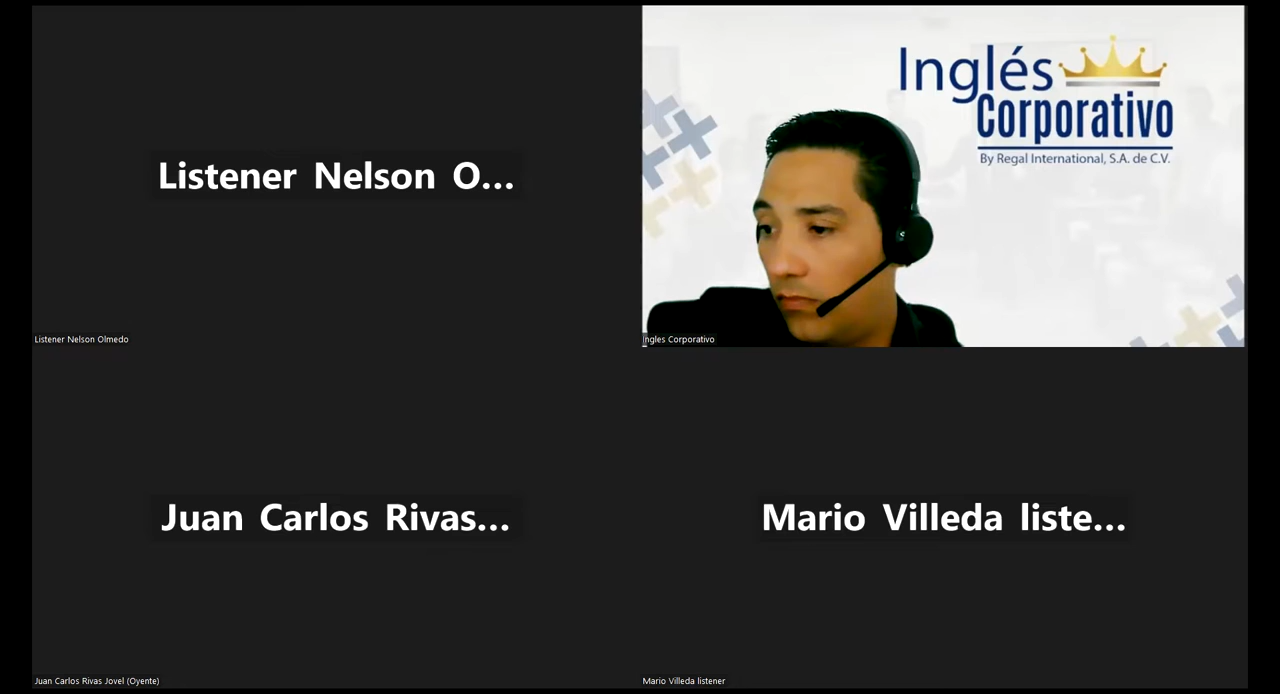 Listener Nelson O...
Listener Nelson Olmedo
Inglés
Corporativo
By Regal International, S.A. de C.V.
Ingles Corporativo
Juan Carlos Rivas...
Juan Carlos Rivas Jovel (Oyente)
Mario Villeda liste...
Mario Villeda listener